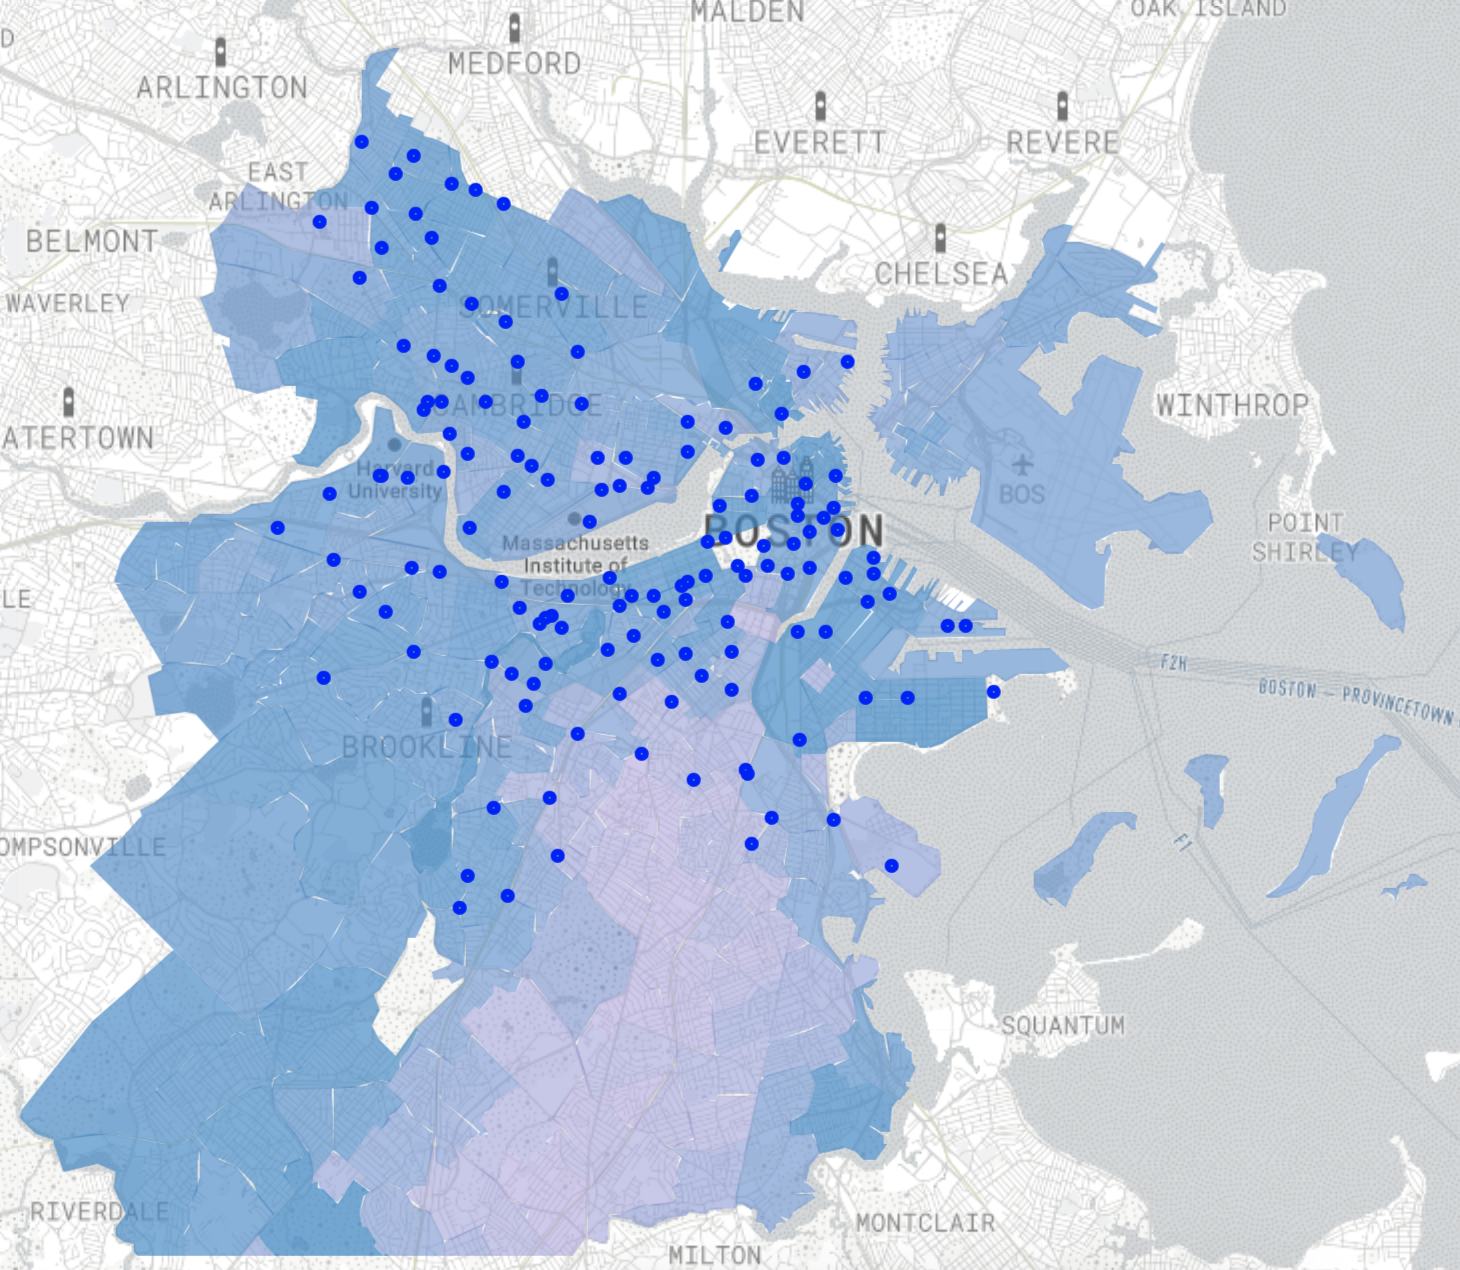 MALDEN
OAK ISLAND
D
MEDFORD
ARLINGTON
EVERETT
REVERE
EAST
ARLINGTON
BELMONT
CHELSEA
WAVERLEY
SOMERVILLE
CAMBRIDGE
WINTHROP
ATERTOWN
Harvard
University
BOS
BOSTON
POINT
SHIRLEY
Massachusetts
Institute of
Technology
LE
F2H
BOSTON – PROVINCETOWN
BROOKLINE
OMPSONVILLE
F1
SQUANTUM
RIVERDALE
MONTCLAIR
MILTON